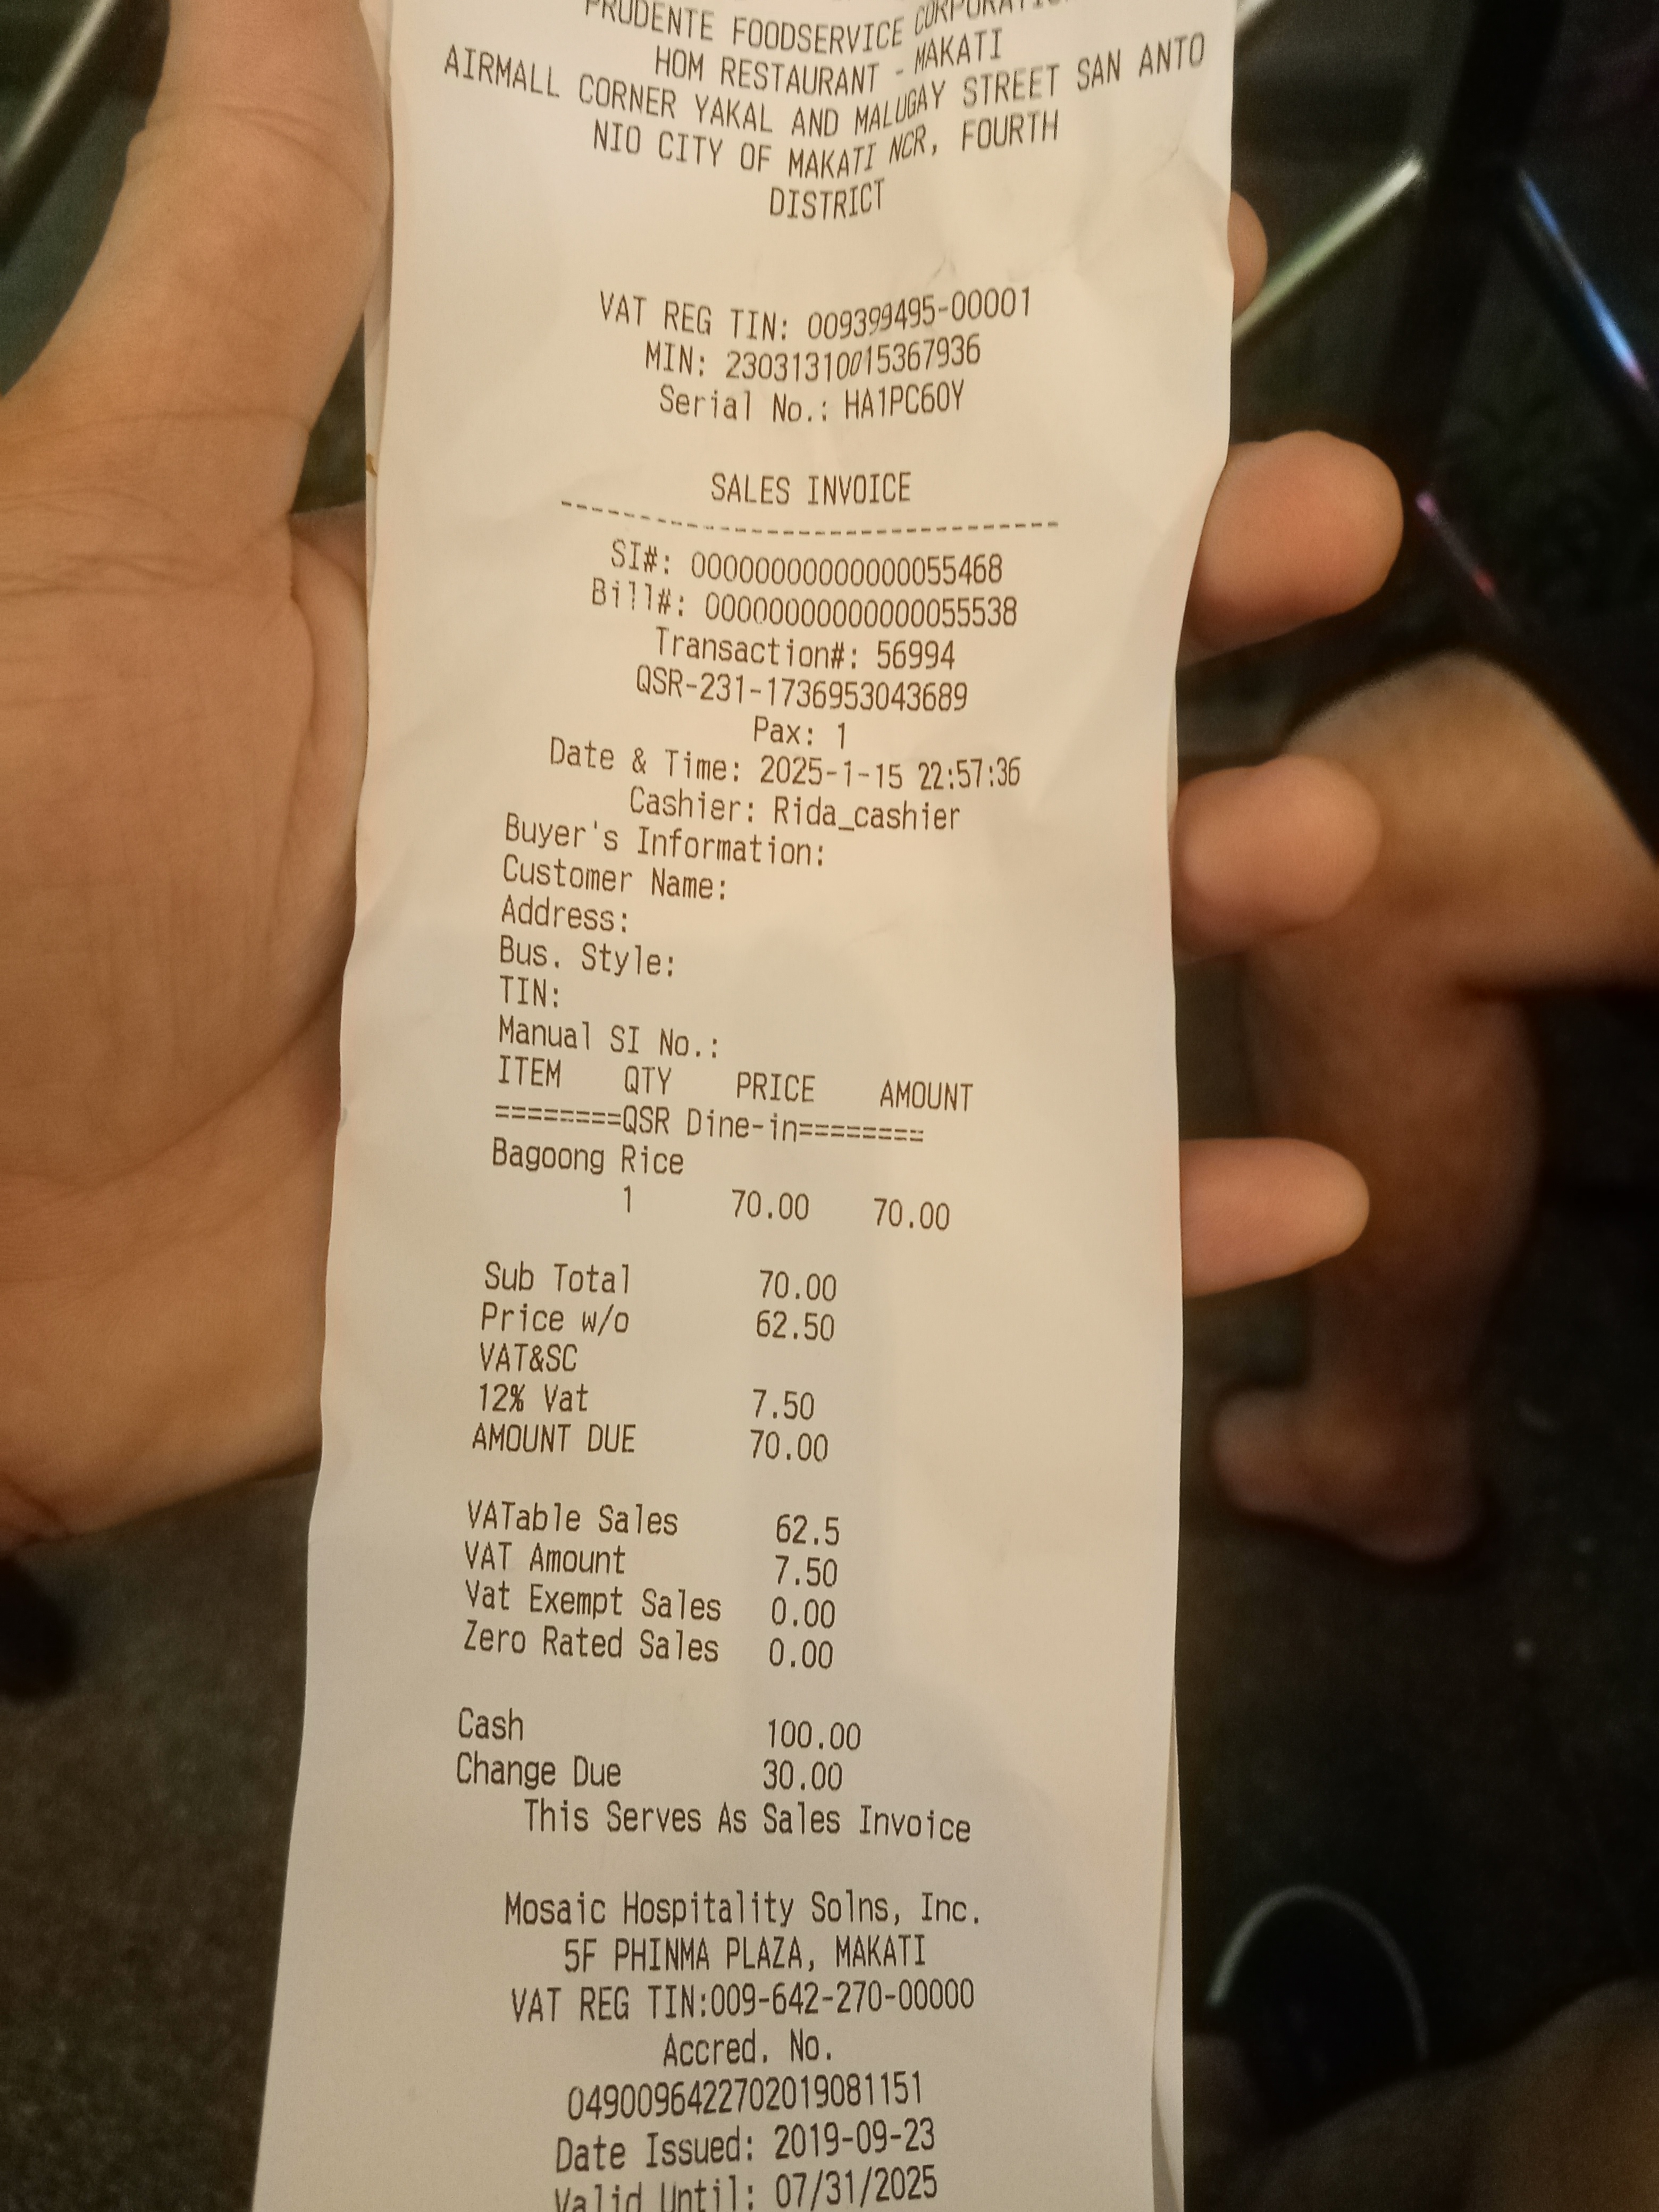 PRUDENTE FOODSERVICE CORPORATION
HOM RESTAURANT - MAKATI
AIRMALL CORNER YAKAL AND MALUGAY STREET SAN ANTO
NIO CITY OF MAKATI NCR, FOURTH
DISTRICT
VAT REG TIN: 009399495-00001
MIN: 23031310015367936
Serial No.: HA1PC60Y
SALES INVOICE
--------------------------------
SI#: 00000000000000055468
Bill#: 00000000000000055538
Transaction#: 56994
QSR-231-1736953043689
Pax: 1
Date & Time: 2025-1-15 22:57:36
Cashier: Rida_cashier
Buyer's Information:
Customer Name:
Address:
Bus. Style:
TIN:
Manual SI No.:
ITEM QTY PRICE AMOUNT
========QSR Dine-in========
Bagoong Rice
1 70.00 70.00
Sub Total 70.00
Price w/o 62.50
VAT&SC
12% Vat 7.50
AMOUNT DUE 70.00
VATable Sales 62.5
VAT Amount 7.50
Vat Exempt Sales 0.00
Zero Rated Sales 0.00
Cash 100.00
Change Due 30.00
This Serves As Sales Invoice
Mosaic Hospitality Solns, Inc.
5F PHINMA PLAZA, MAKATI
VAT REG TIN:009-642-270-00000
Accred. No.
0490096422702019081151
Date Issued: 2019-09-23
Valid Until: 07/31/2025